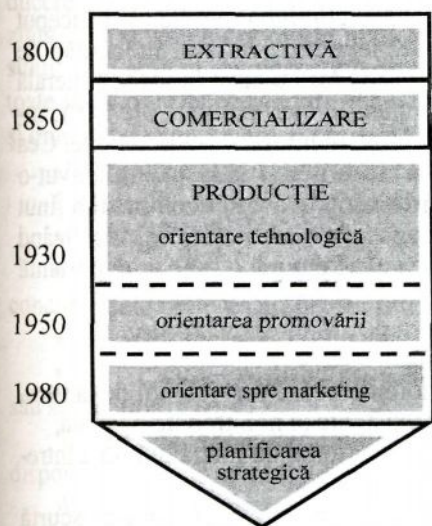 1800 EXTRACTIVĂ
1850 COMERCIALIZARE
PRODUCȚIE
orientare tehnologică
1930
1950 orientarea promovării
1980 orientare spre marketing
planificarea
strategică